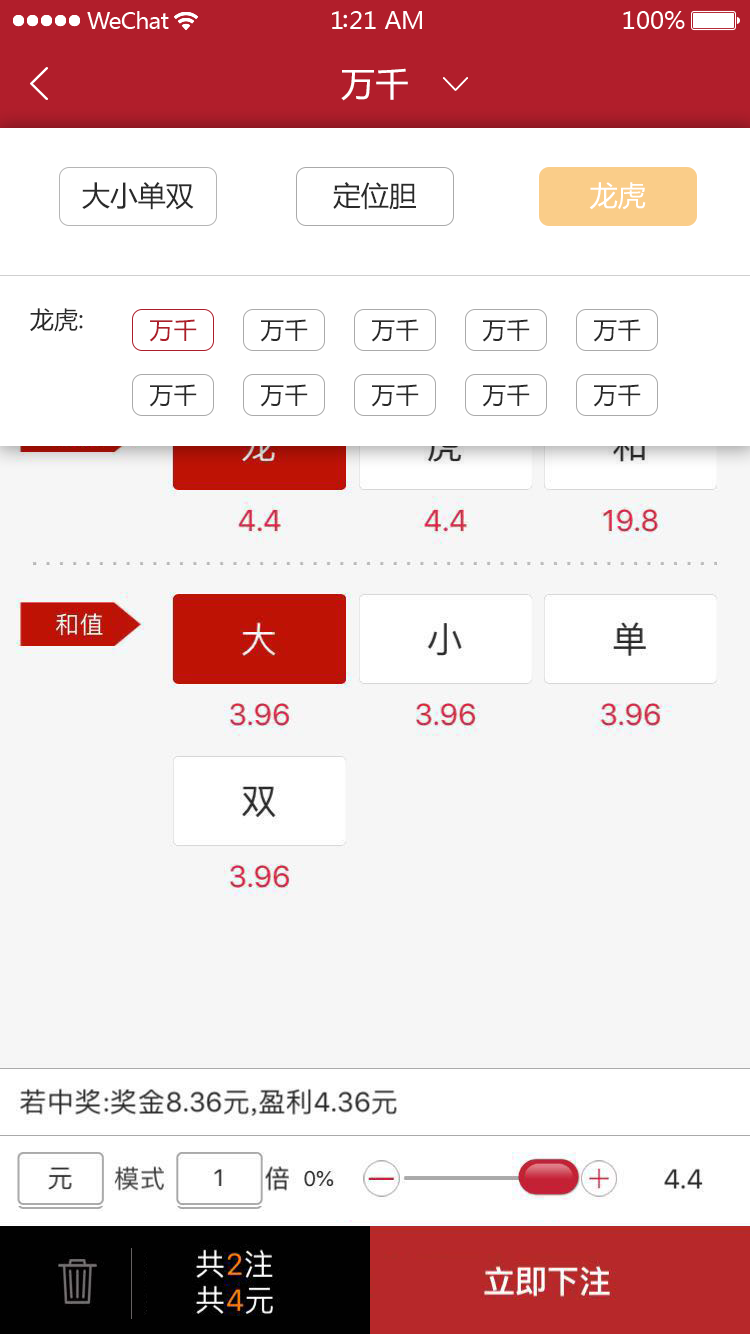 WeChat 1:21 AM 100%
万千
大小单双 定位胆 龙虎
龙虎: 万千 万千 万千 万千 万千
万千 万千 万千 万千 万千
龙 虎 和
4.4 4.4 19.8
和值 大 小 单
3.96 3.96 3.96
双
3.96
若中奖:奖金8.36元,盈利4.36元
元 模式 1 倍 0% 4.4
共2注
共4元
立即下注